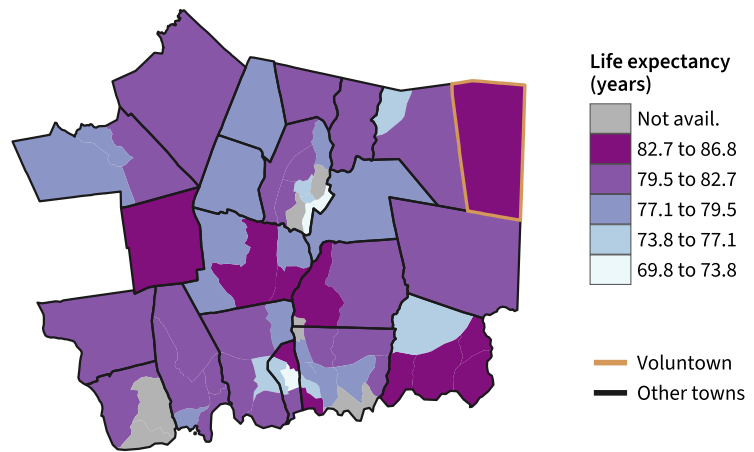 Life expectancy
(years)
Not avail.
82.7 to 86.8
79.5 to 82.7
77.1 to 79.5
73.8 to 77.1
69.8 to 73.8
Voluntown
Other towns